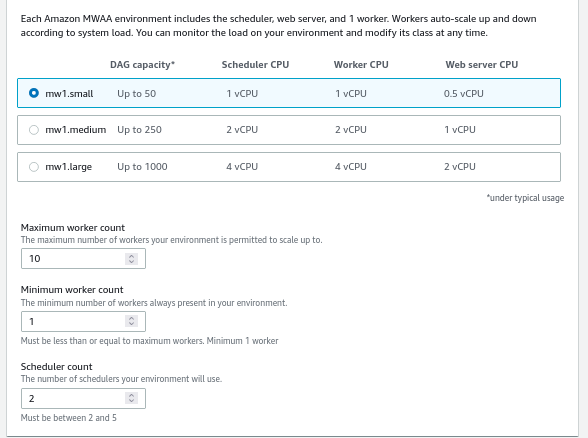 Each Amazon MWAA environment includes the scheduler, web server, and 1 worker. Workers auto-scale up and down
according to system load. You can monitor the load on your environment and modify its class at any time.
DAG capacity* Scheduler CPU Worker CPU Web server CPU
mw1.small Up to 50 1 vCPU 1 vCPU 0.5 vCPU
mw1.medium Up to 250 2 vCPU 2 vCPU 1 vCPU
mw1.large Up to 1000 4 vCPU 4 vCPU 2 vCPU
*under typical usage
Maximum worker count
The maximum number of workers your environment is permitted to scale up to.
10
Minimum worker count
The minimum number of workers always present in your environment.
1
Must be less than or equal to maximum workers. Minimum 1 worker
Scheduler count
The number of schedulers your environment will use.
2
Must be between 2 and 5